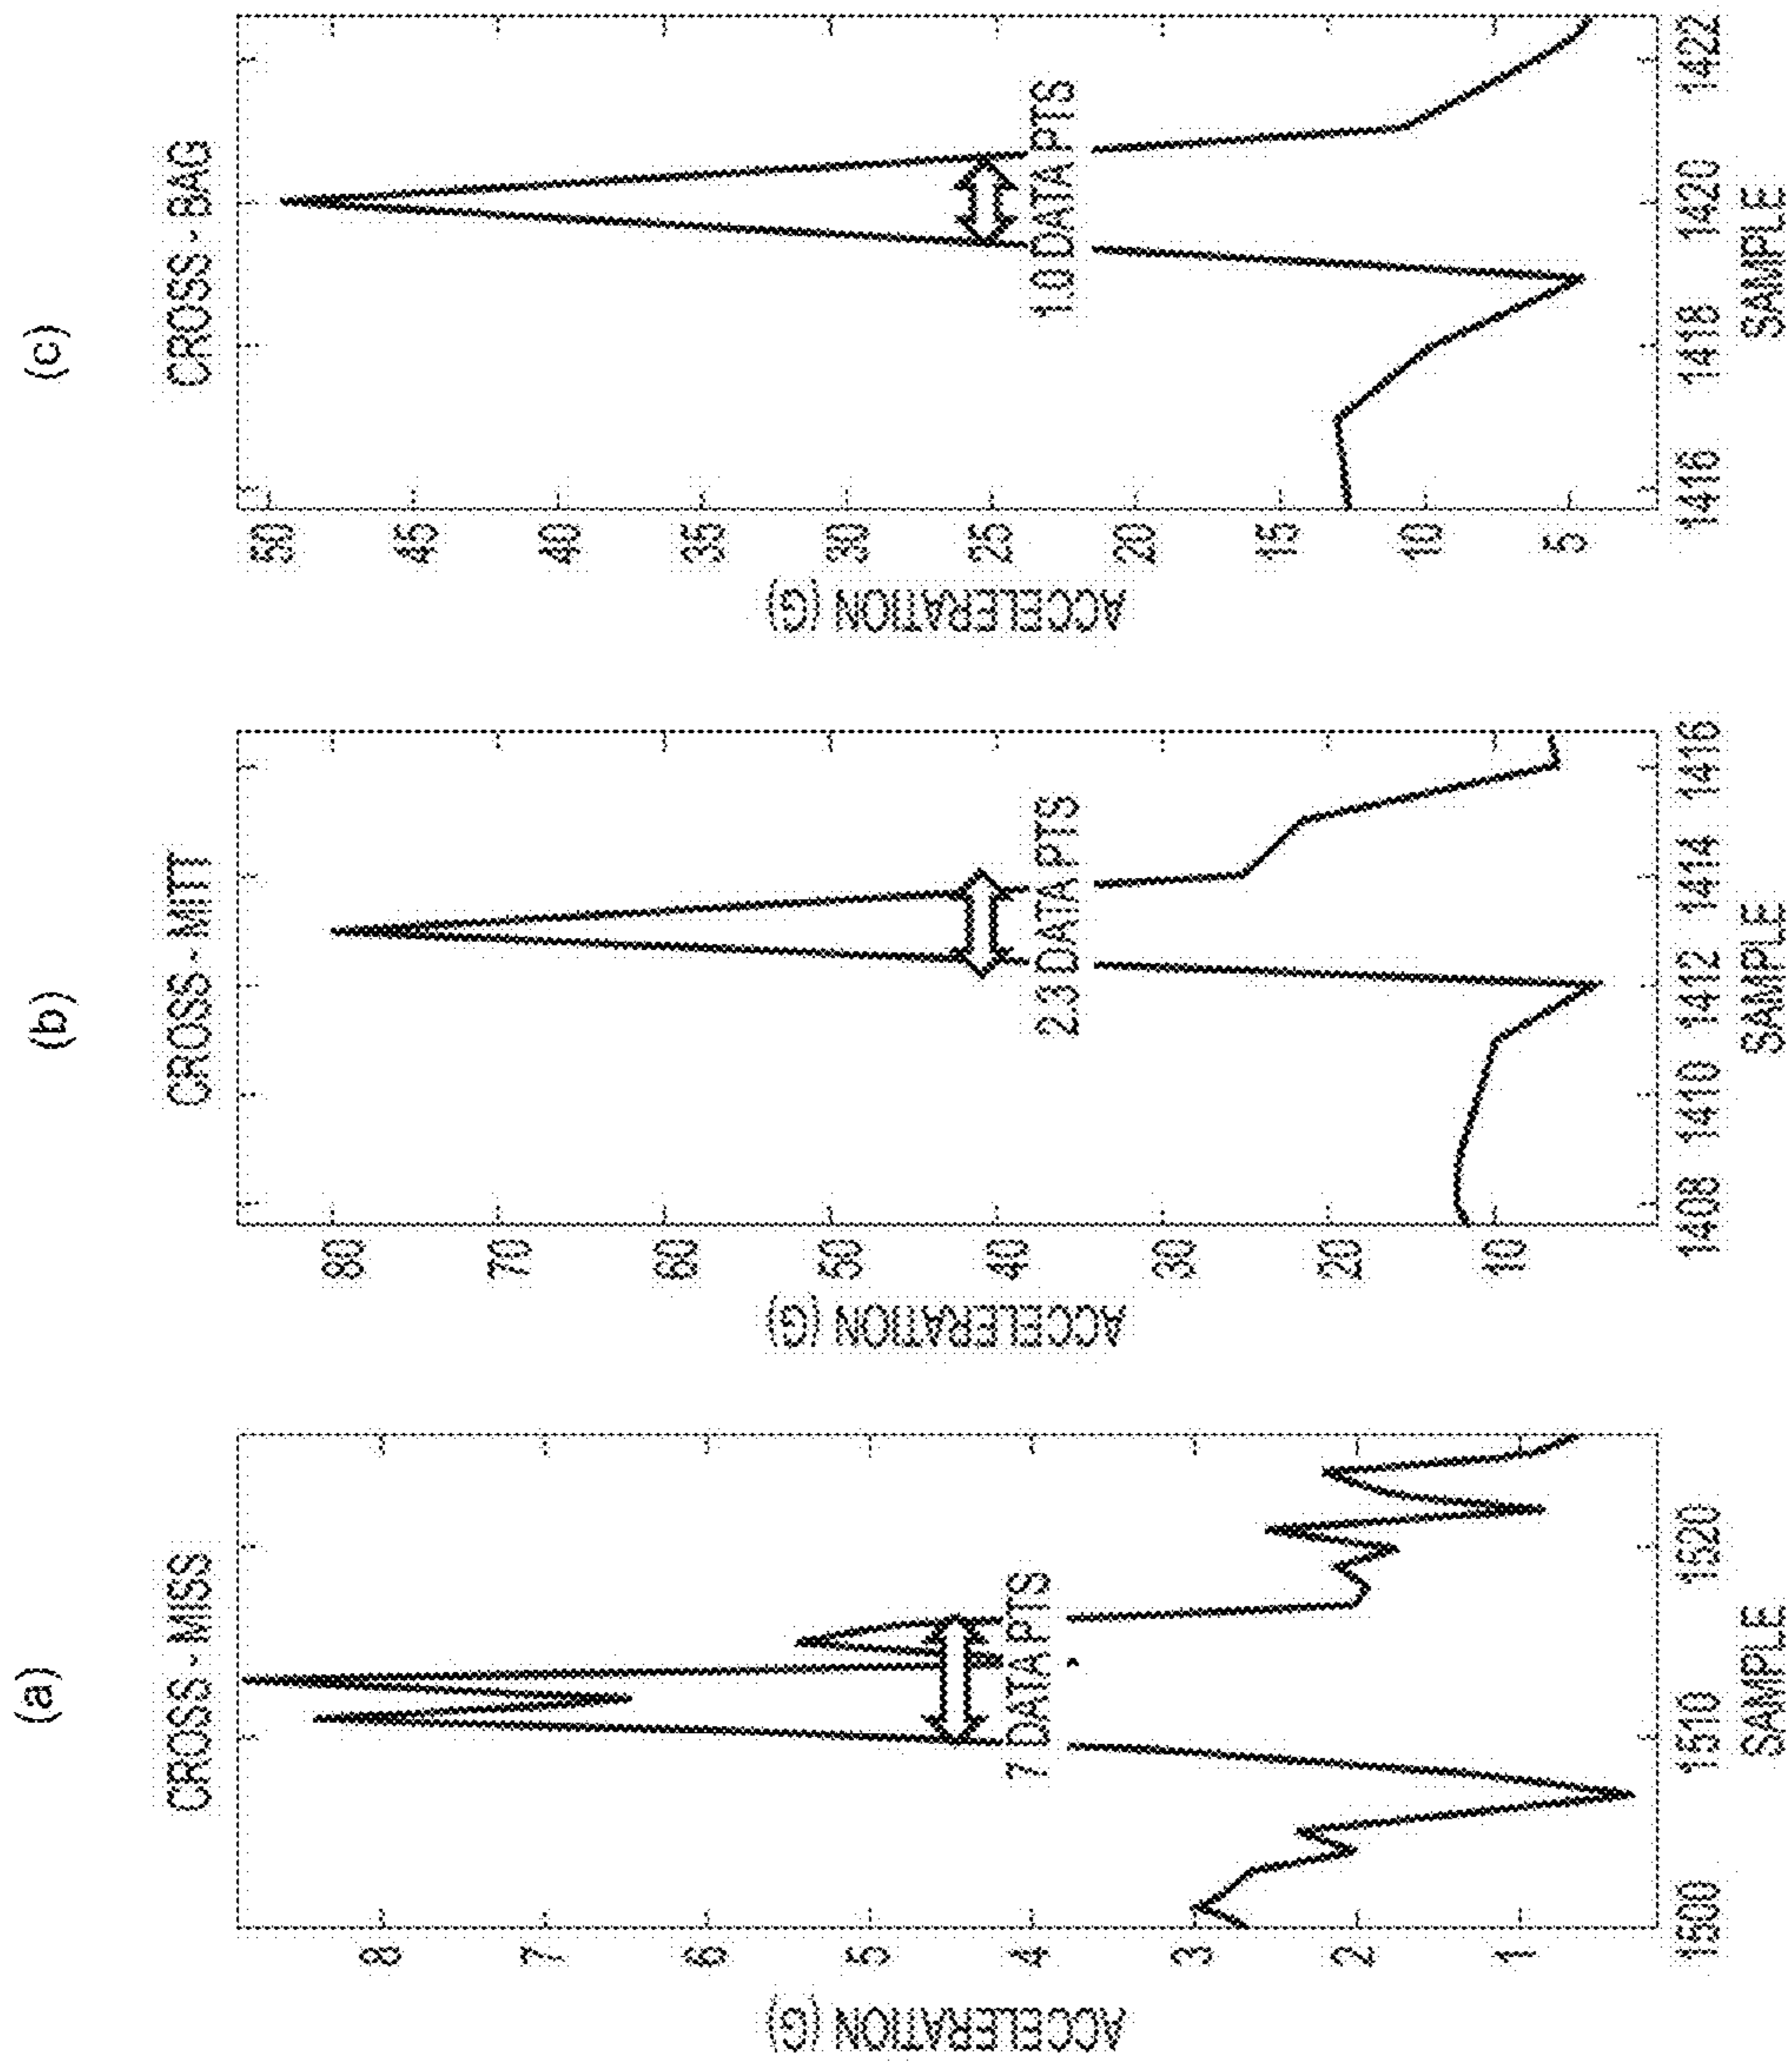 (a)
CROSS - MISS
ACCELERATION (G)
8
7
6
5
4
3
2
1
7 DATA PTS
1500
1510
1520
SAMPLE
(b)
CROSS - MITT
ACCELERATION (G)
80
70
60
50
40
30
20
10
2.3 DATA PTS
1408
1410
1412
1414
1416
SAMPLE
(c)
CROSS - BAG
ACCELERATION (G)
50
45
40
35
30
25
20
15
10
5
1.0 DATA PTS
1416
1418
1420
1422
SAMPLE